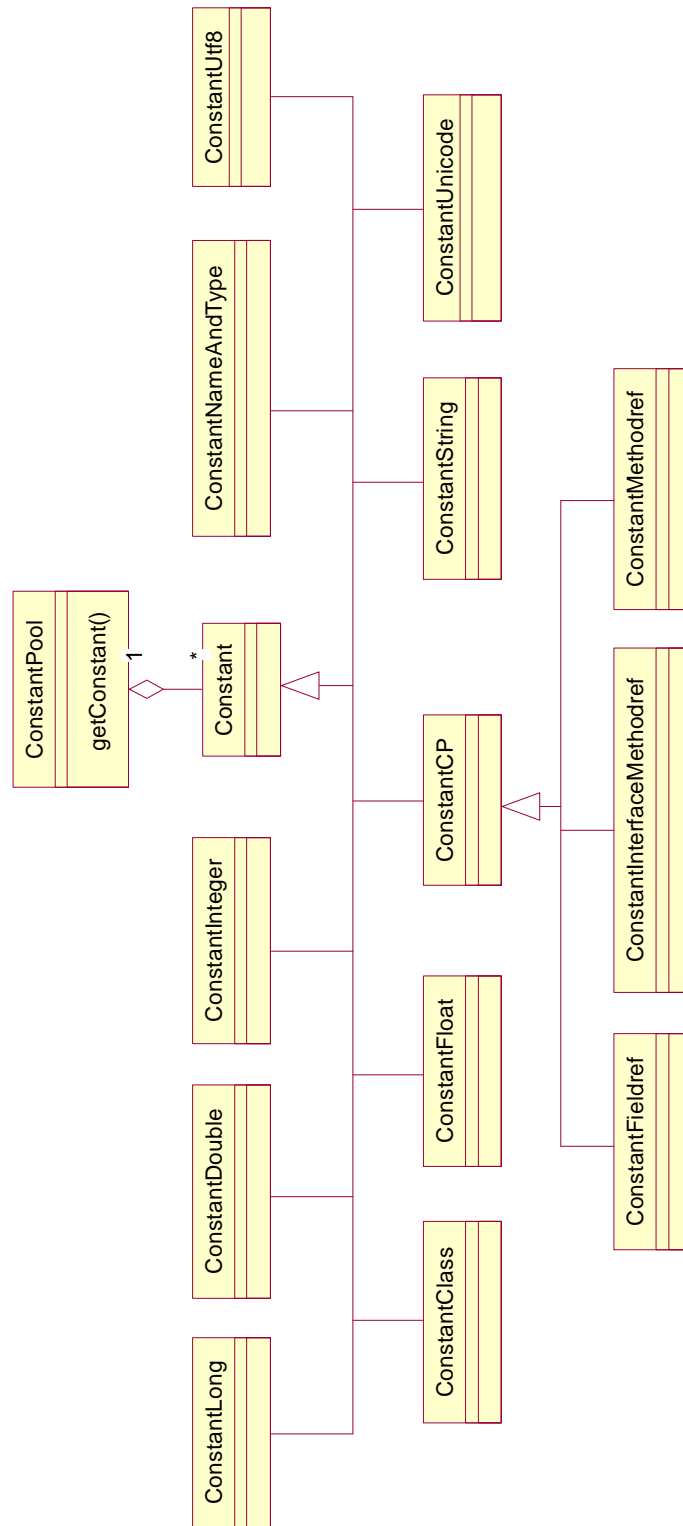 ConstantPool
getConstant()
1
*
Constant
ConstantLong
ConstantDouble
ConstantInteger
ConstantNameAndType
ConstantUtf8
ConstantClass
ConstantFloat
ConstantCP
ConstantString
ConstantUnicode
ConstantFieldref
ConstantInterfaceMethodref
ConstantMethodref